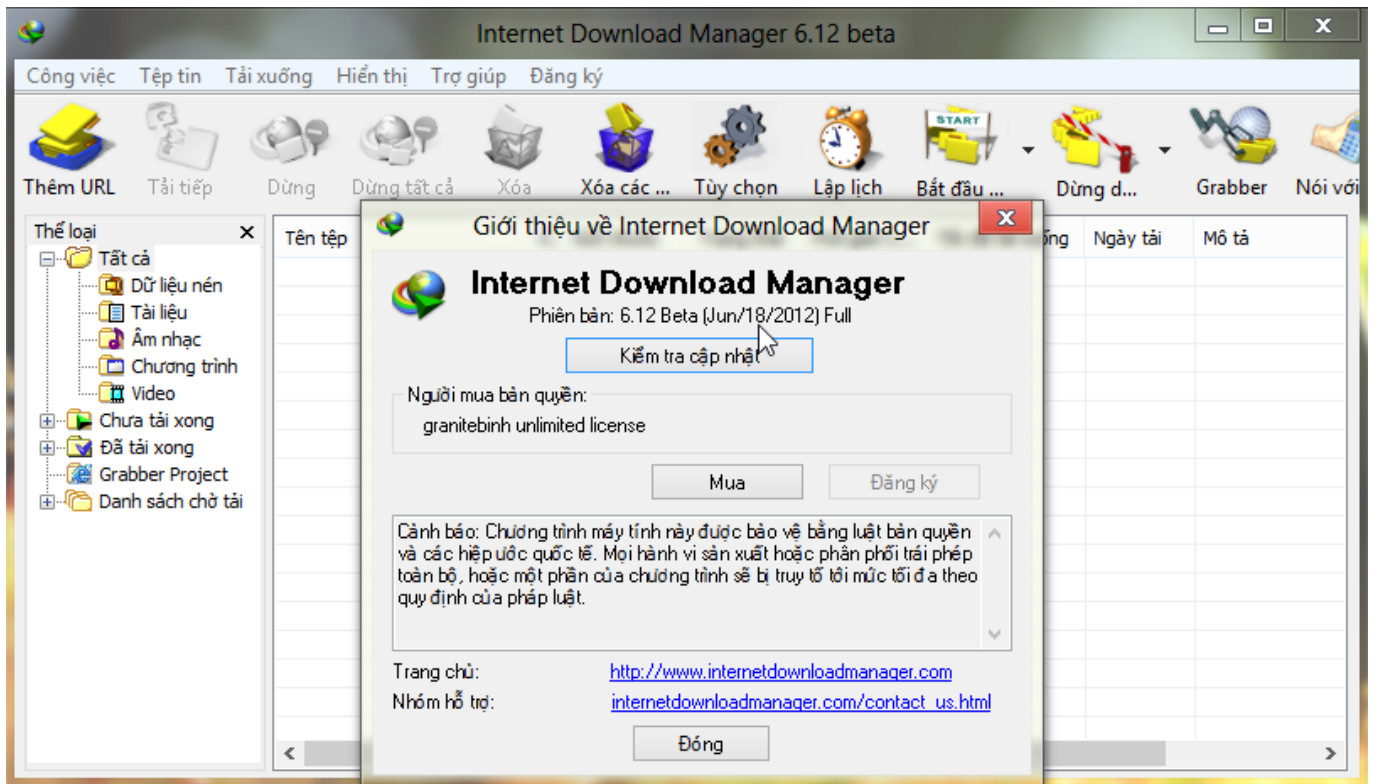 Internet Download Manager 6.12 beta
Công việc Tệp tin Tải xuống Hiển thị Trợ giúp Đăng ký
START
Thêm URL Tải tiếp Dừng Dừng tất cả Xóa Xóa các ... Tùy chọn Lập lịch Bắt đầu ... Dừng d... Grabber Nói với
Thể loại
Tất cả
Dữ liệu nén
Tài liệu
Âm nhạc
Chương trình
Video
Chưa tải xong
Đã tải xong
Grabber Project
Danh sách chờ tải
Tên tệp Ngày tải Mô tả
Giới thiệu về Internet Download Manager
Internet Download Manager
Phiên bản: 6.12 Beta (Jun/18/2012) Full
Kiểm tra cập nhật
Người mua bản quyền:
granitebinh unlimited license
Mua Đăng ký
Cảnh báo: Chương trình máy tính này được bảo vệ bằng luật bản quyền
và các hiệp ước quốc tế. Mọi hành vi sản xuất hoặc phân phối trái phép
toàn bộ, hoặc một phần của chương trình sẽ bị truy tố tới mức tối đa theo
quy định của pháp luật.
Trang chủ: http://www.internetdownloadmanager.com
Nhóm hỗ trợ: internetdownloadmanager.com/contact_us.html
Đóng